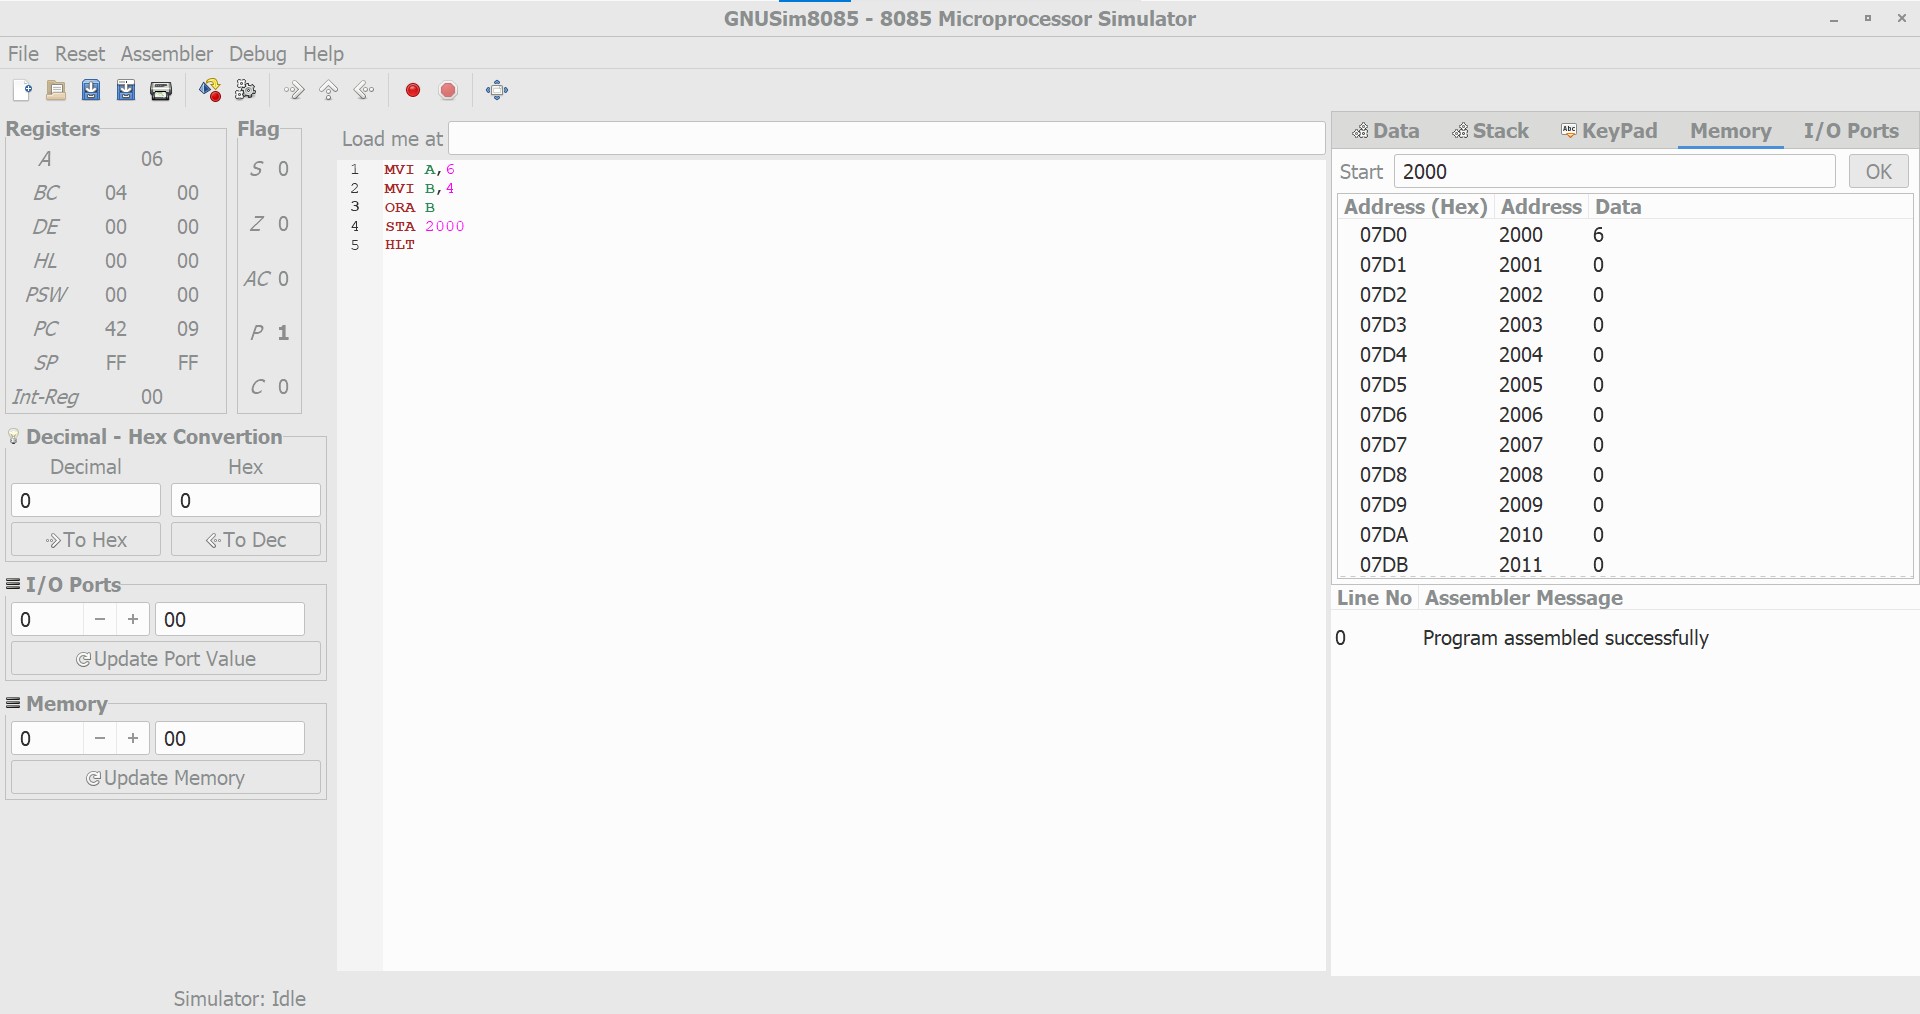 GNUSim8085 - 8085 Microprocessor Simulator
File Reset Assembler Debug Help
Registers
A 06
BC 04 00
DE 00 00
HL 00 00
PSW 00 00
PC 42 09
SP FF FF
Int-Reg 00
Flag
S 0
Z 0
AC 0
P 1
C 0
Decimal - Hex Convertion
Decimal Hex
0 0
To Hex To Dec
I/O Ports
0 − + 00
Update Port Value
Memory
0 − + 00
Update Memory
Load me at
1 MVI A,6
2 MVI B,4
3 ORA B
4 STA 2000
5 HLT
Data Stack Abc KeyPad Memory I/O Ports
Start 2000 OK
Address (Hex) Address Data
07D0 2000 6
07D1 2001 0
07D2 2002 0
07D3 2003 0
07D4 2004 0
07D5 2005 0
07D6 2006 0
07D7 2007 0
07D8 2008 0
07D9 2009 0
07DA 2010 0
07DB 2011 0
Line No Assembler Message
0 Program assembled successfully
Simulator: Idle